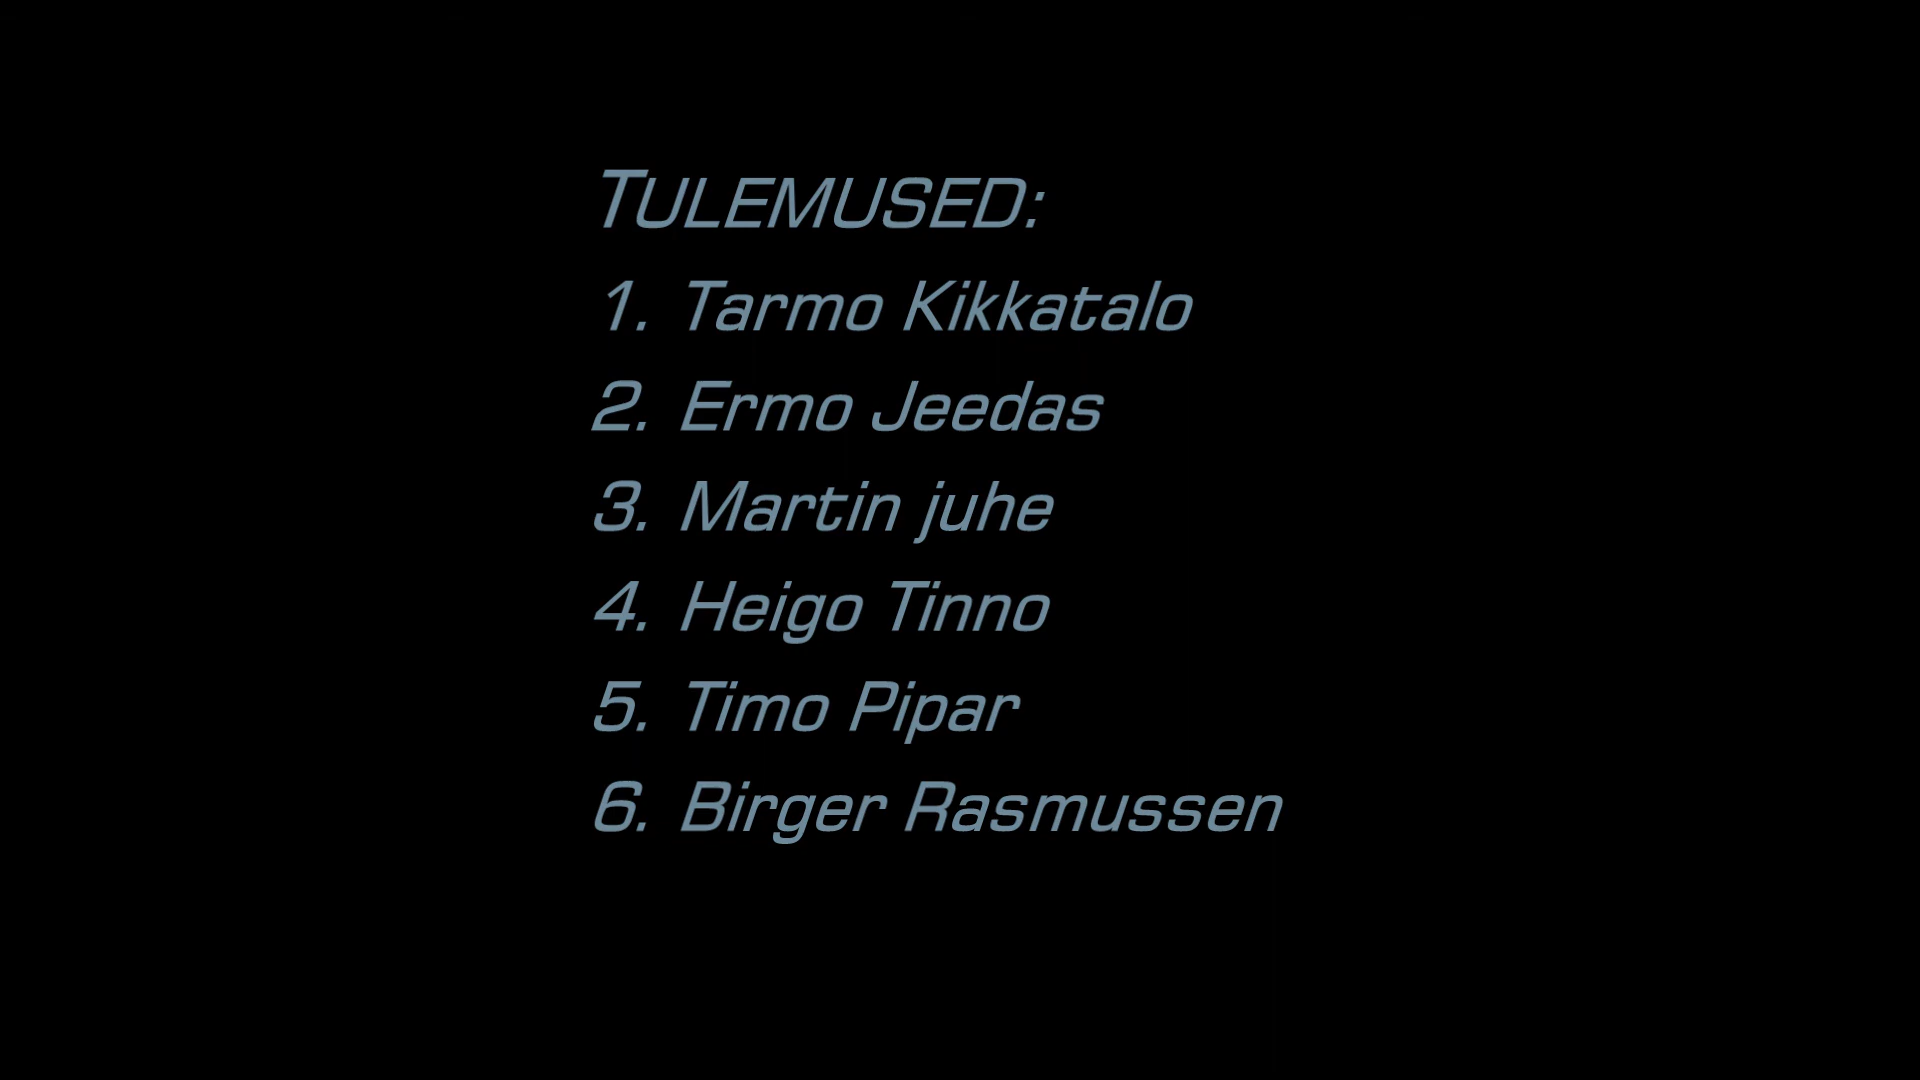 TULEMUSED:
1. Tarmo Kikkatalo
2. Ermo Jeedas
3. Martin juhe
4. Heigo Tinno
5. Timo Pipar
6. Birger Rasmussen